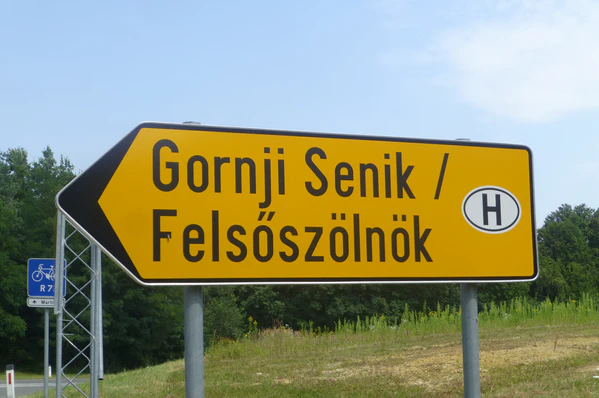 Gornji Senik /
Felsőszölnök
H